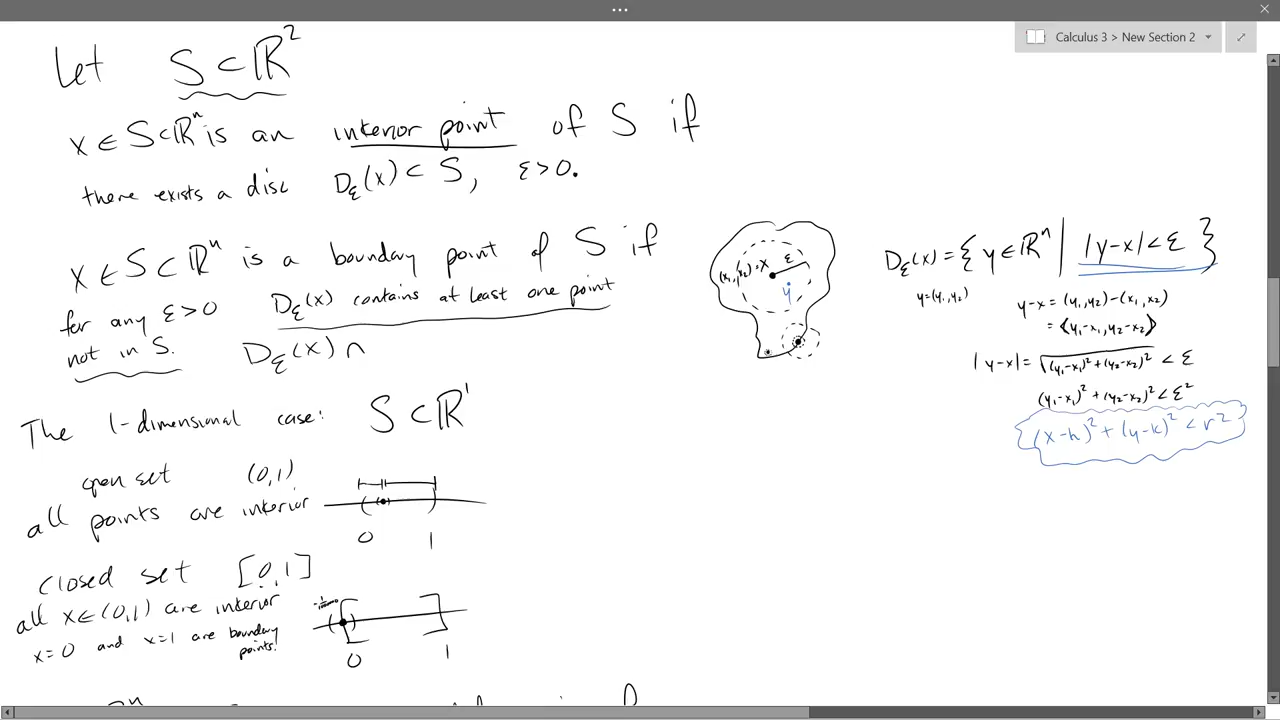 ...
Calculus 3 > New Section 2
Let S ⊂ ℝ²
x ∈ S ⊂ ℝⁿ is an interior point of S if
there exists a disc D_ε(x) ⊂ S, ε > 0.
x ∈ S ⊂ ℝⁿ is a boundary point of S if
for any ε > 0 D_ε(x) contains at least one point
not in S. D_ε(x) ∩
(x₁, x₂) = x
ε
y
D_ε(x) = { y ∈ ℝⁿ | |y-x| < ε }
y = (y₁, y₂)
y-x = (y₁, y₂) - (x₁, x₂)
= (y₁-x₁, y₂-x₂)
|y-x| = √(y₁-x₁)² + (y₂-x₂)² < ε
(y₁-x₁)² + (y₂-x₂)² < ε²
(x-h)² + (y-k)² < r²
The 1-dimensional case: S ⊂ ℝ¹
open set (0,1)
all points are interior
( )
0 1
closed set [0,1]
all x ∈ (0,1) are interior
x = 0 and x = 1 are boundary
points!
[ ]
0 1